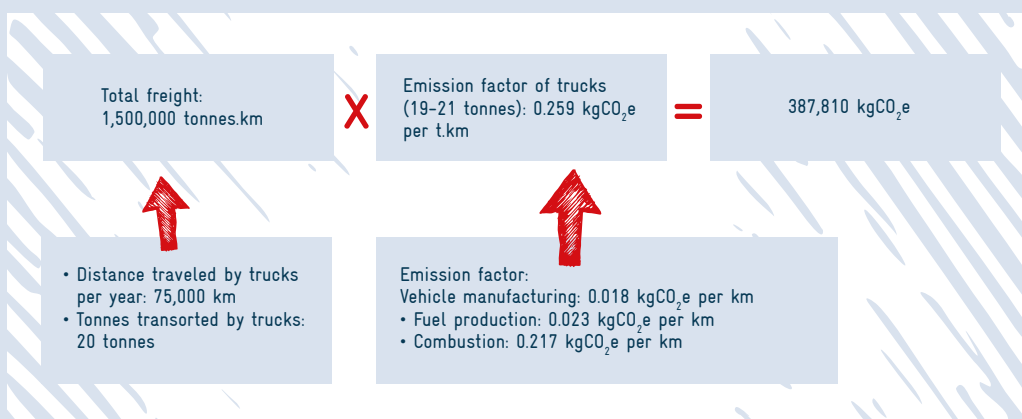 Total freight:
1,500,000 tonnes.km
X
Emission factor of trucks
(19-21 tonnes): 0.259 kgCO₂e
per t.km
=
387,810 kgCO₂e
• Distance traveled by trucks
per year: 75,000 km
• Tonnes transorted by trucks:
20 tonnes
Emission factor:
Vehicle manufacturing: 0.018 kgCO₂e per km
• Fuel production: 0.023 kgCO₂e per km
• Combustion: 0.217 kgCO₂e per km